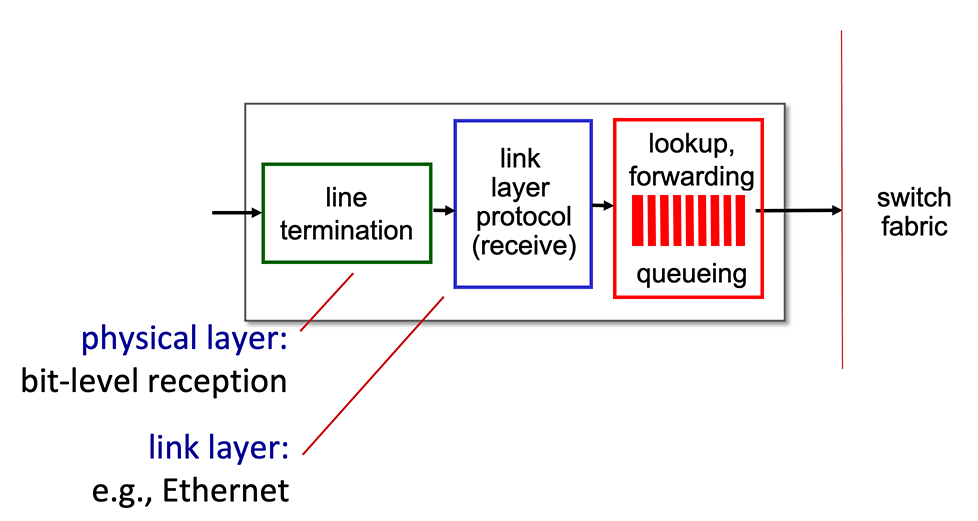 line
termination
link
layer
protocol
(receive)
lookup,
forwarding
queueing
switch
fabric
physical layer:
bit-level reception
link layer:
e.g., Ethernet